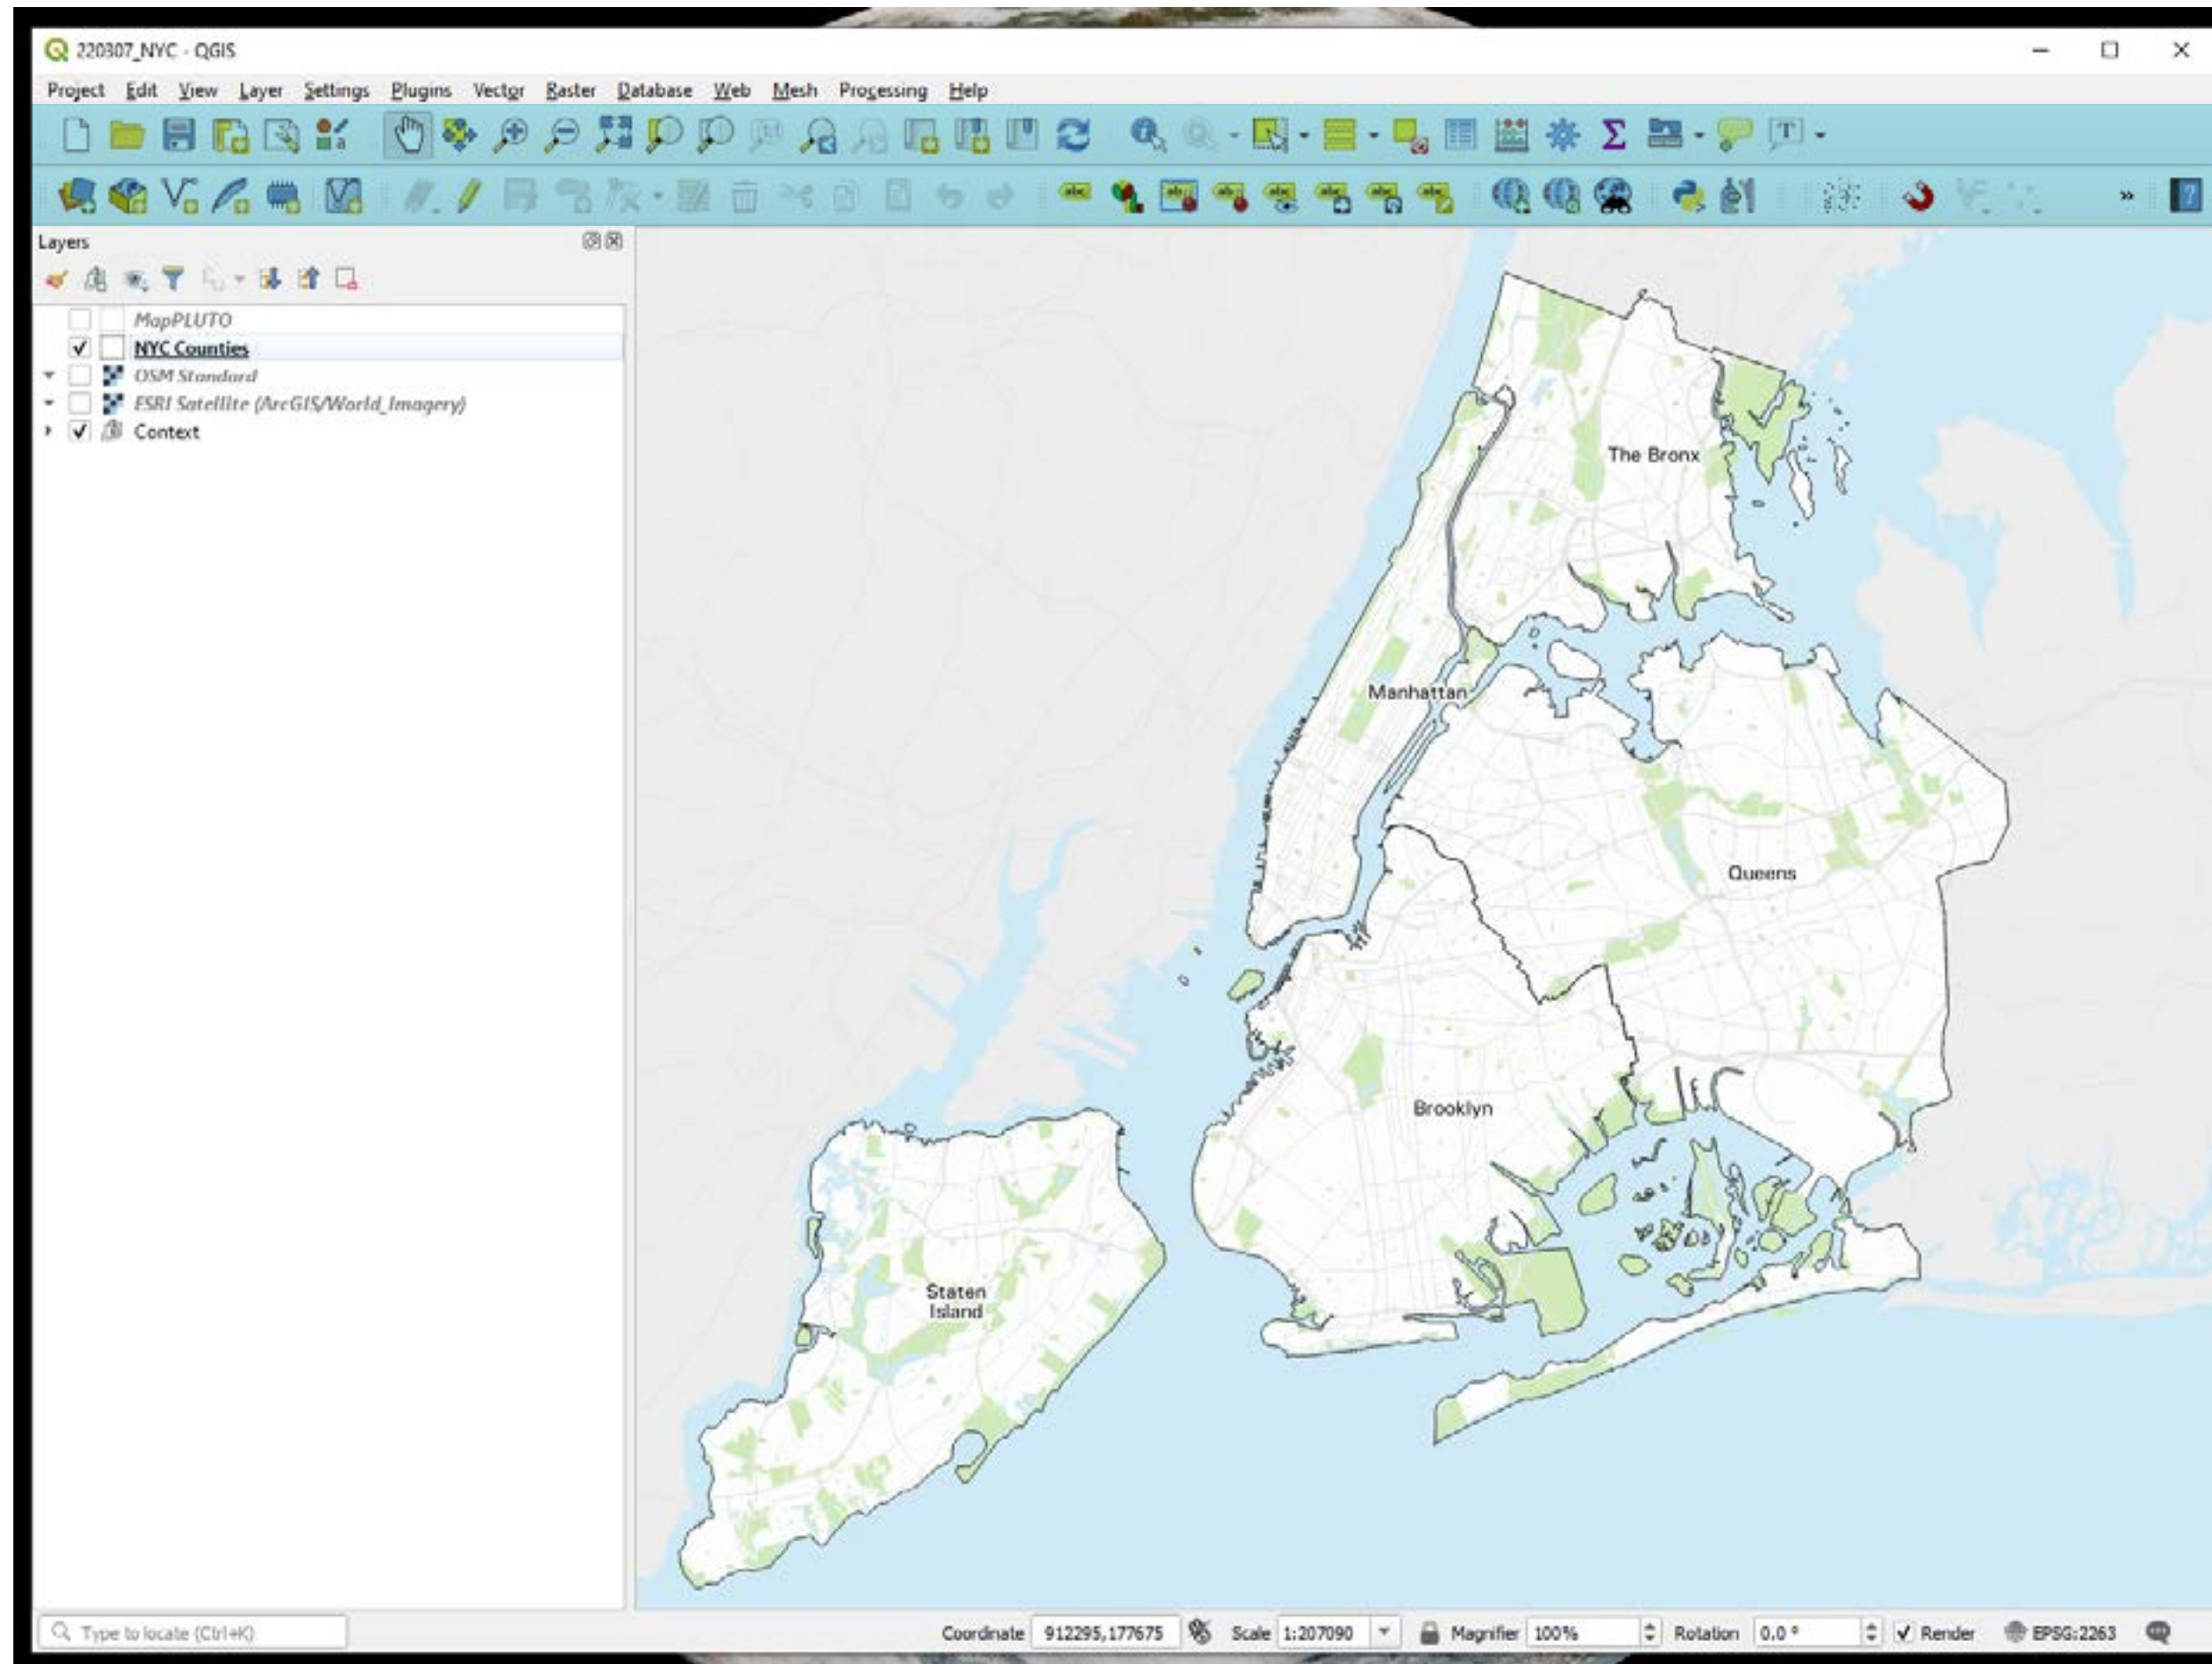 220307_NYC - QGIS
Project Edit View Layer Settings Plugins Vector Raster Database Web Mesh Processing Help
Layers
MapPLUTO
NYC Counties
OSM Standard
ESRI Satellite (ArcGIS/World_Imagery)
Context
The Bronx
Manhattan
Queens
Brooklyn
Staten
Island
Type to locate (Ctrl+K)
Coordinate 912295,177675 Scale 1:207090 Magnifier 100% Rotation 0.0 ° Render EPSG:2263